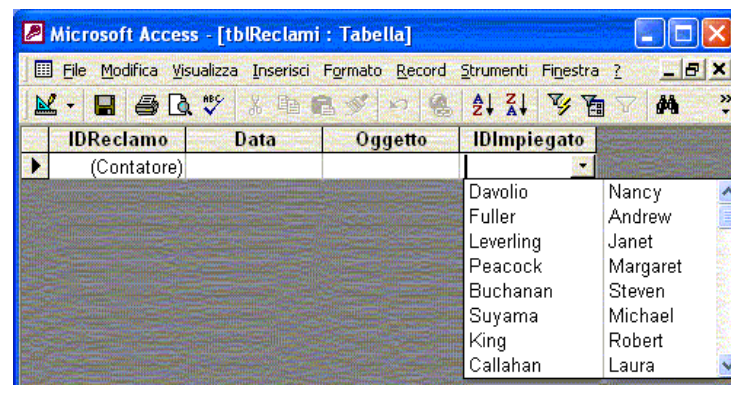 Microsoft Access - [tblReclami : Tabella]
File Modifica Visualizza Inserisci Formato Record Strumenti Finestra ?
ABC A Z Z A
IDReclamo Data Oggetto IDImpiegato
(Contatore)
Davolio Nancy
Fuller Andrew
Leverling Janet
Peacock Margaret
Buchanan Steven
Suyama Michael
King Robert
Callahan Laura